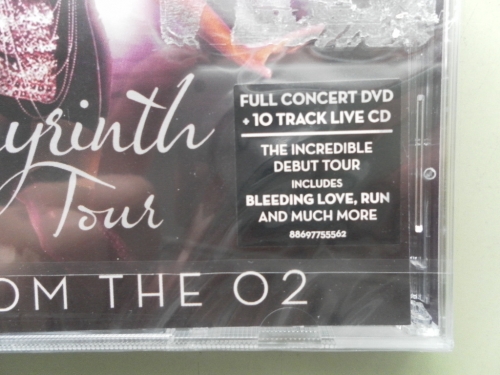 FULL CONCERT DVD
+ 10 TRACK LIVE CD
THE INCREDIBLE
DEBUT TOUR
INCLUDES
BLEEDING LOVE, RUN
AND MUCH MORE
88697755562
yrinth
Tour
OM THE O2